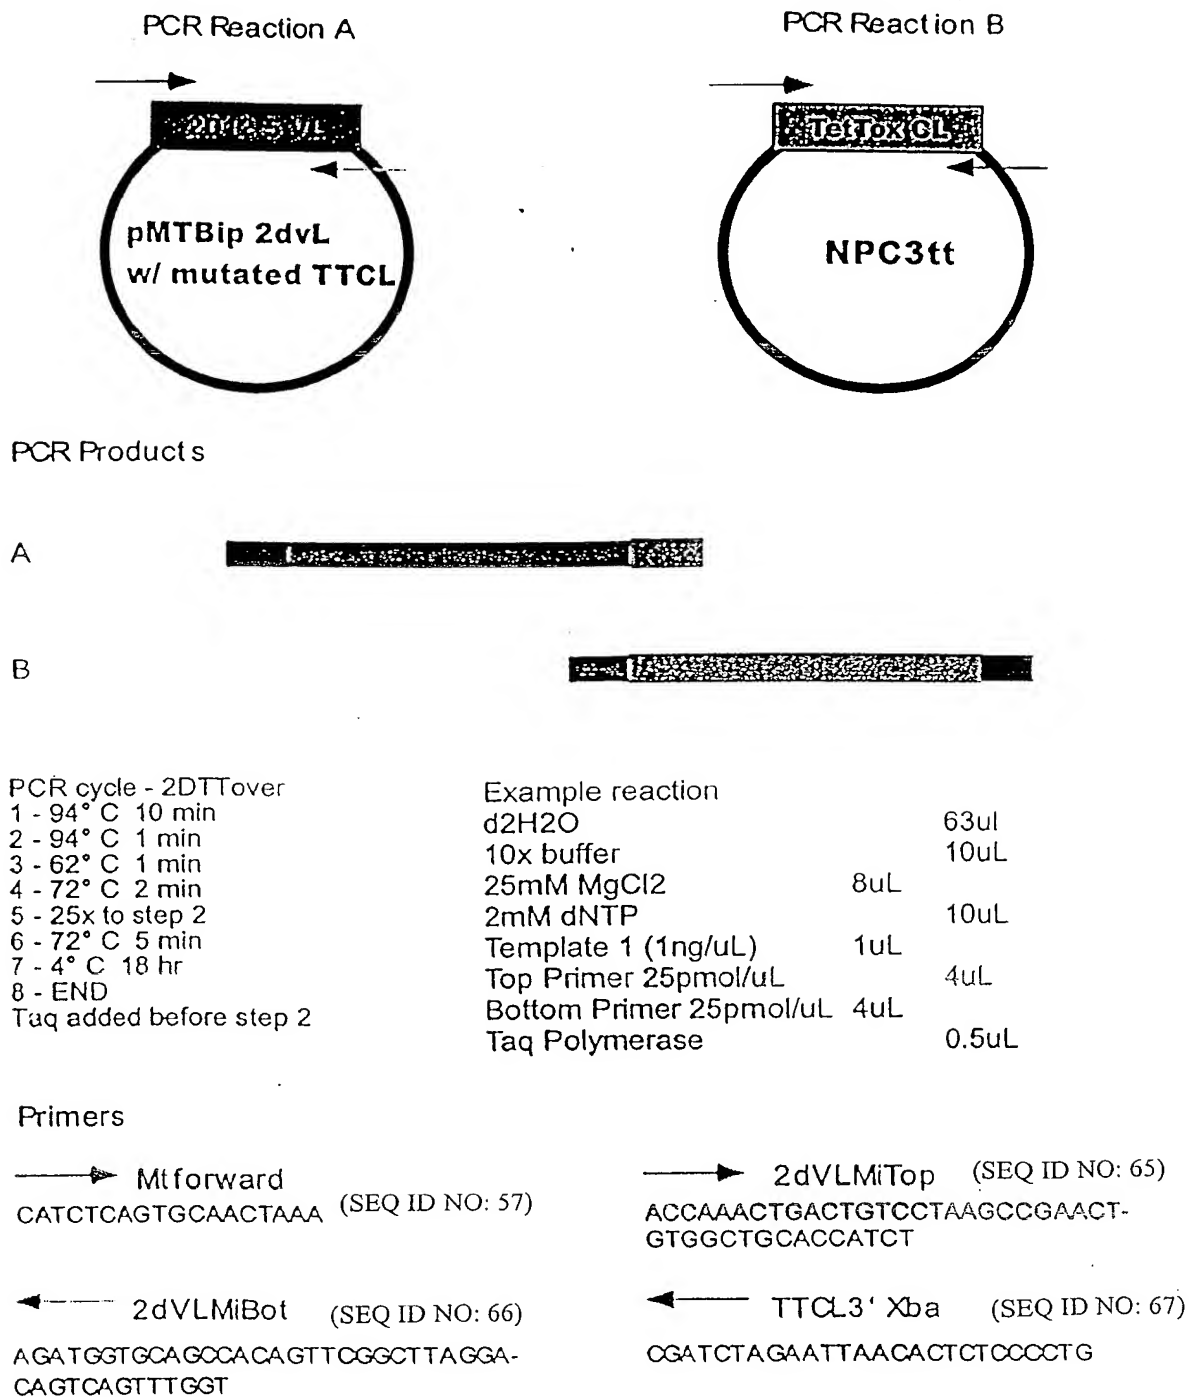 PCR Reaction A
PCR Reaction B
2D12.5 VL
TetTox CL
pMTBip 2dvL
w/ mutated TTCL
NPC3tt
PCR Products
A
B
PCR cycle - 2DTTover
1 - 94° C 10 min
2 - 94° C 1 min
3 - 62° C 1 min
4 - 72° C 2 min
5 - 25x to step 2
6 - 72° C 5 min
7 - 4° C 18 hr
8 - END
Taq added before step 2
Example reaction
d2H2O 63ul
10x buffer 10uL
25mM MgCl2 8uL
2mM dNTP 10uL
Template 1 (1ng/uL) 1uL
Top Primer 25pmol/uL 4uL
Bottom Primer 25pmol/uL 4uL
Taq Polymerase 0.5uL
Primers
Mtforward (SEQ ID NO: 57)
CATCTCAGTGCAACTAAA
2dVLMiTop (SEQ ID NO: 65)
ACCAAACTGACTGTCCTAAGCCGAACT-
GTGGCTGCACCATCT
2dVLMiBot (SEQ ID NO: 66)
AGATGGTGCAGCCACAGTTCGGCTTAGGA-
CAGTCAGTTTGGT
TTCL3' Xba (SEQ ID NO: 67)
CGATCTAGAATTAACACTCTCCCCTG